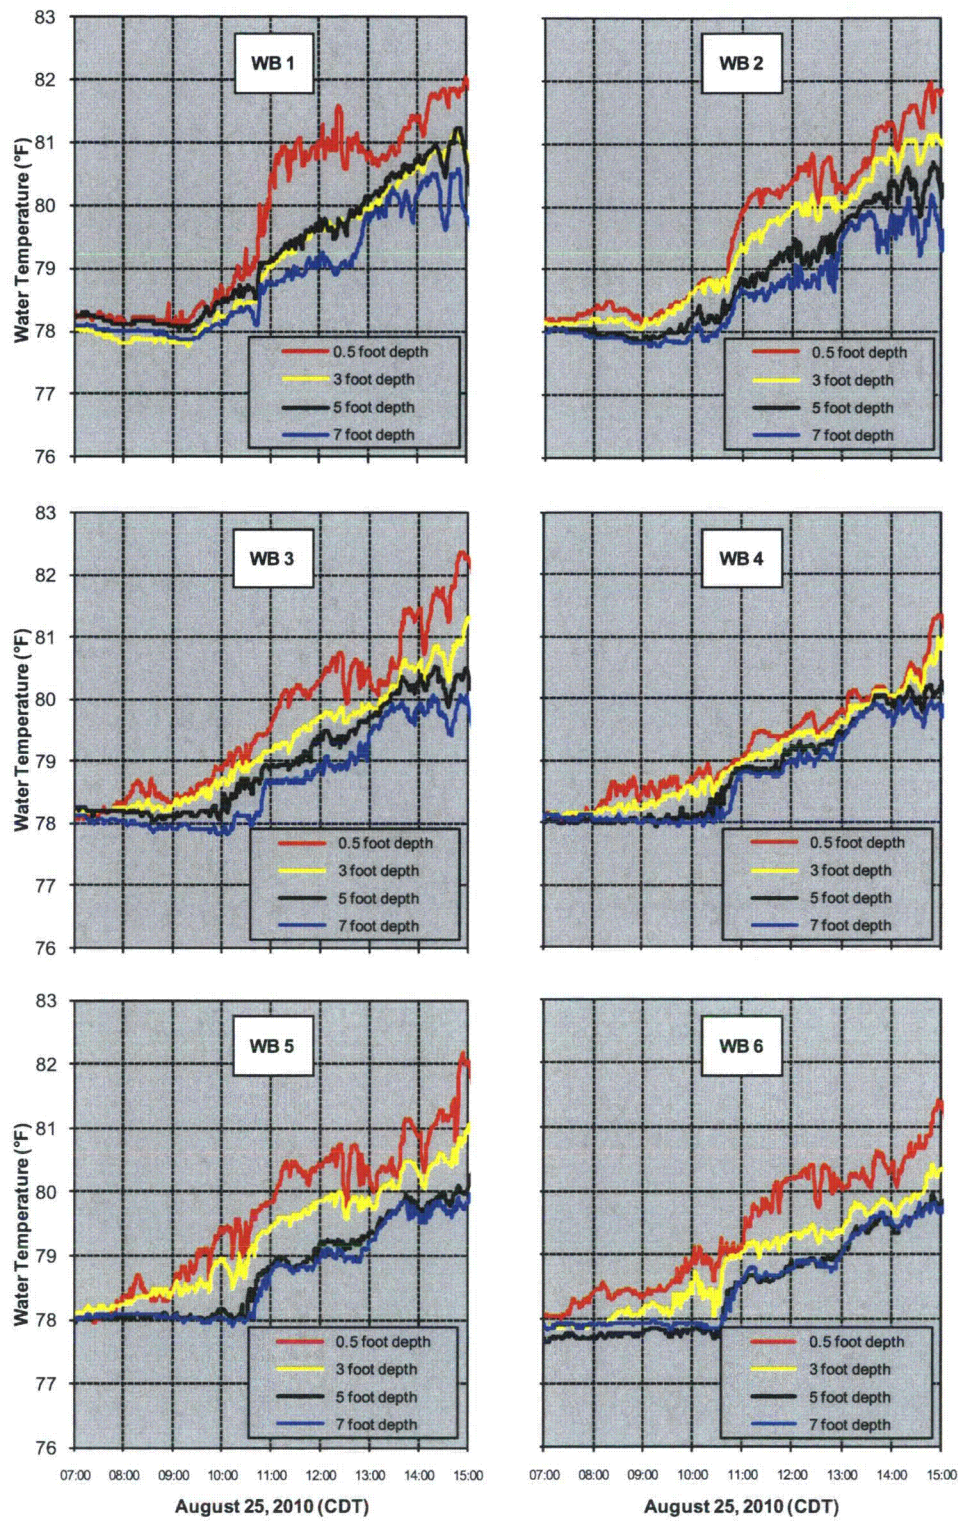 83
82
81
80
79
78
77
76
Water Temperature (°F)
WB 1
0.5 foot depth
3 foot depth
5 foot depth
7 foot depth
WB 2
0.5 foot depth
3 foot depth
5 foot depth
7 foot depth
83
82
81
80
79
78
77
76
Water Temperature (°F)
WB 3
0.5 foot depth
3 foot depth
5 foot depth
7 foot depth
WB 4
0.5 foot depth
3 foot depth
5 foot depth
7 foot depth
83
82
81
80
79
78
77
76
Water Temperature (°F)
WB 5
0.5 foot depth
3 foot depth
5 foot depth
7 foot depth
07:00 08:00 09:00 10:00 11:00 12:00 13:00 14:00 15:00
August 25, 2010 (CDT)
WB 6
0.5 foot depth
3 foot depth
5 foot depth
7 foot depth
07:00 08:00 09:00 10:00 11:00 12:00 13:00 14:00 15:00
August 25, 2010 (CDT)